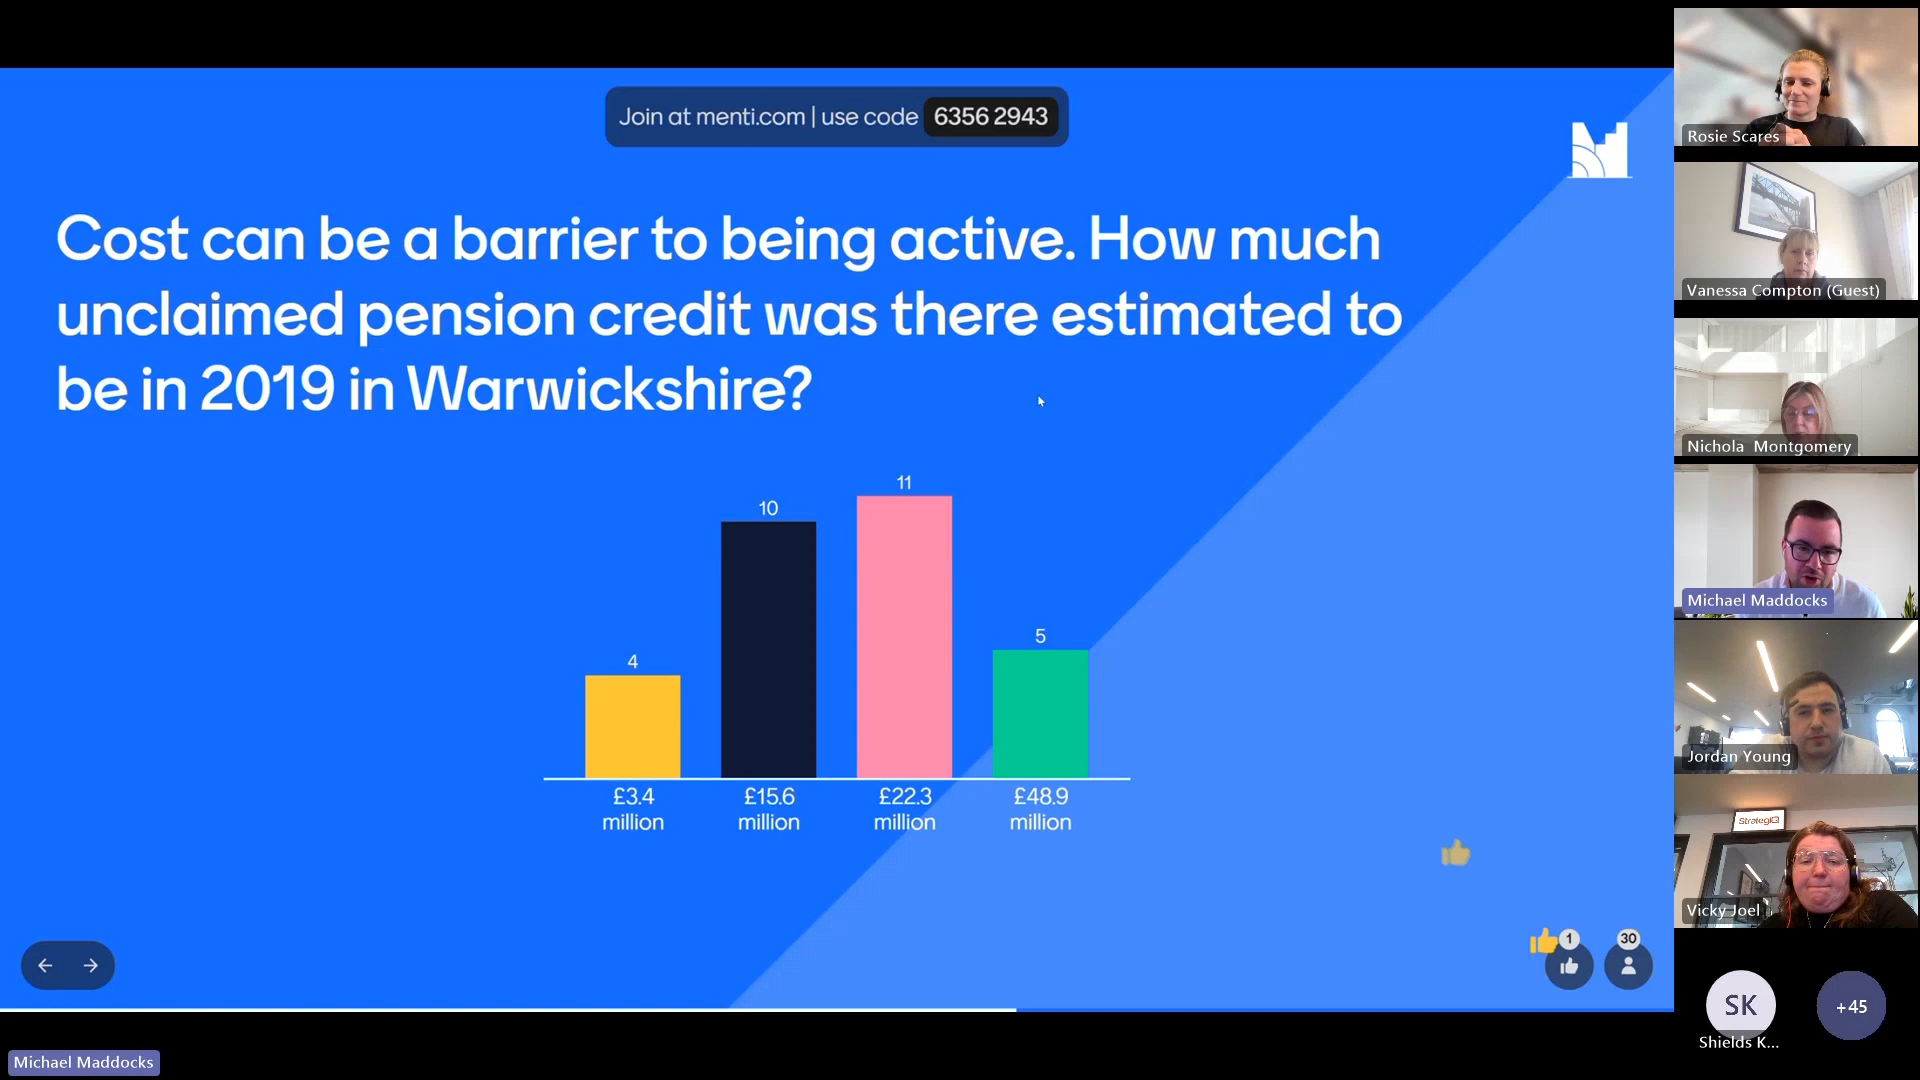 Join at menti.com | use code 6356 2943
Cost can be a barrier to being active. How much
unclaimed pension credit was there estimated to
be in 2019 in Warwickshire?
4
10
11
5
£3.4
million
£15.6
million
£22.3
million
£48.9
million
1
30
Michael Maddocks
Rosie Scares
Vanessa Compton (Guest)
Nichola Montgomery
Michael Maddocks
Jordan Young
StrategIQ
Vicky Joel
SK
Shields K...
+45